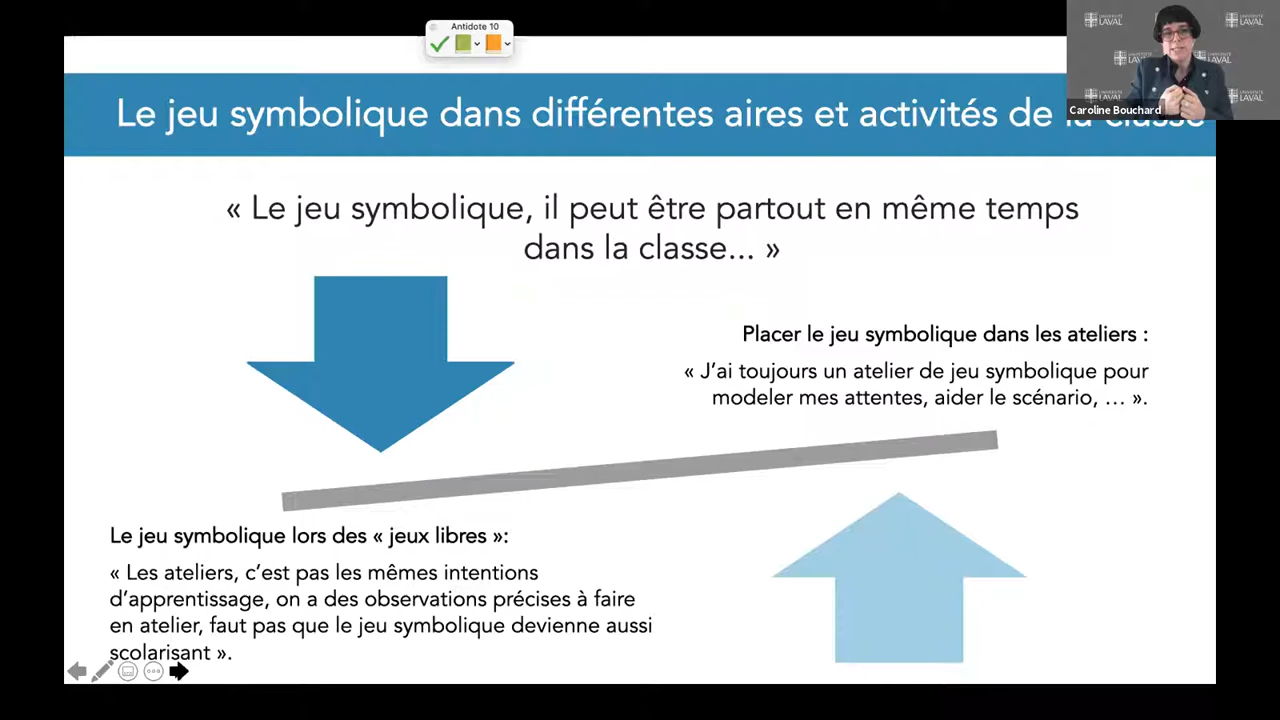 Antidote 10
UNIVERSITÉ LAVAL
UNIVERSITÉ LAVAL
Caroline Bouchard
Le jeu symbolique dans différentes aires et activités de la classe
« Le jeu symbolique, il peut être partout en même temps
dans la classe... »
Placer le jeu symbolique dans les ateliers :
« J’ai toujours un atelier de jeu symbolique pour
modeler mes attentes, aider le scénario, … ».
Le jeu symbolique lors des « jeux libres »:
« Les ateliers, c’est pas les mêmes intentions
d’apprentissage, on a des observations précises à faire
en atelier, faut pas que le jeu symbolique devienne aussi
scolarisant ».